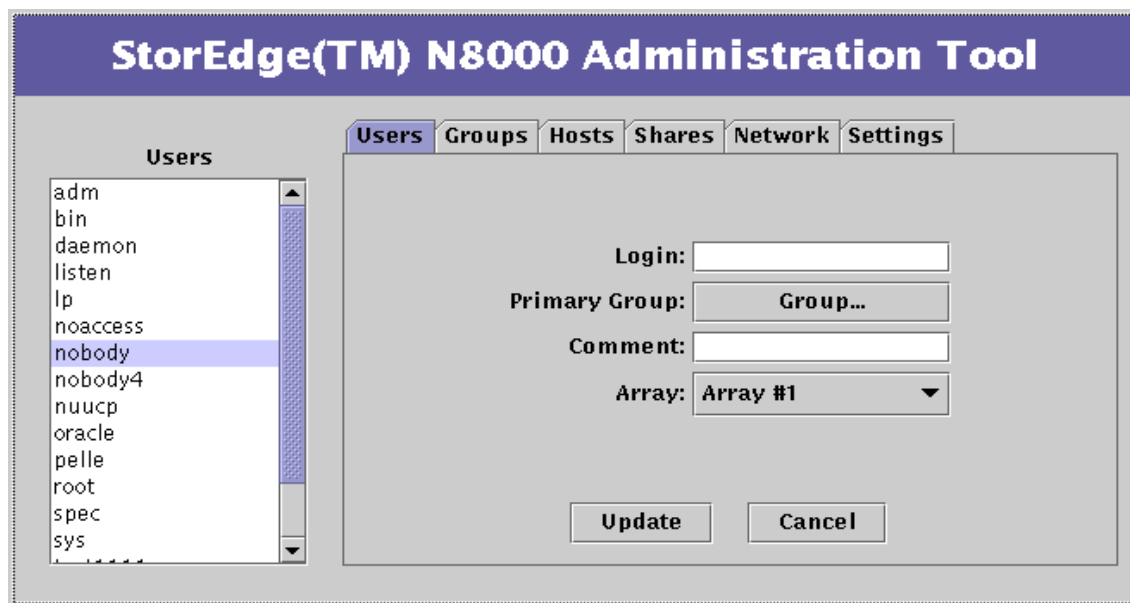 StorEdge(TM) N8000 Administration Tool
Users Groups Hosts Shares Network Settings
Users
adm
bin
daemon
listen
lp
noaccess
nobody
nobody4
nuucp
oracle
pelle
root
spec
sys
Login:
Primary Group: Group...
Comment:
Array: Array #1
Update Cancel